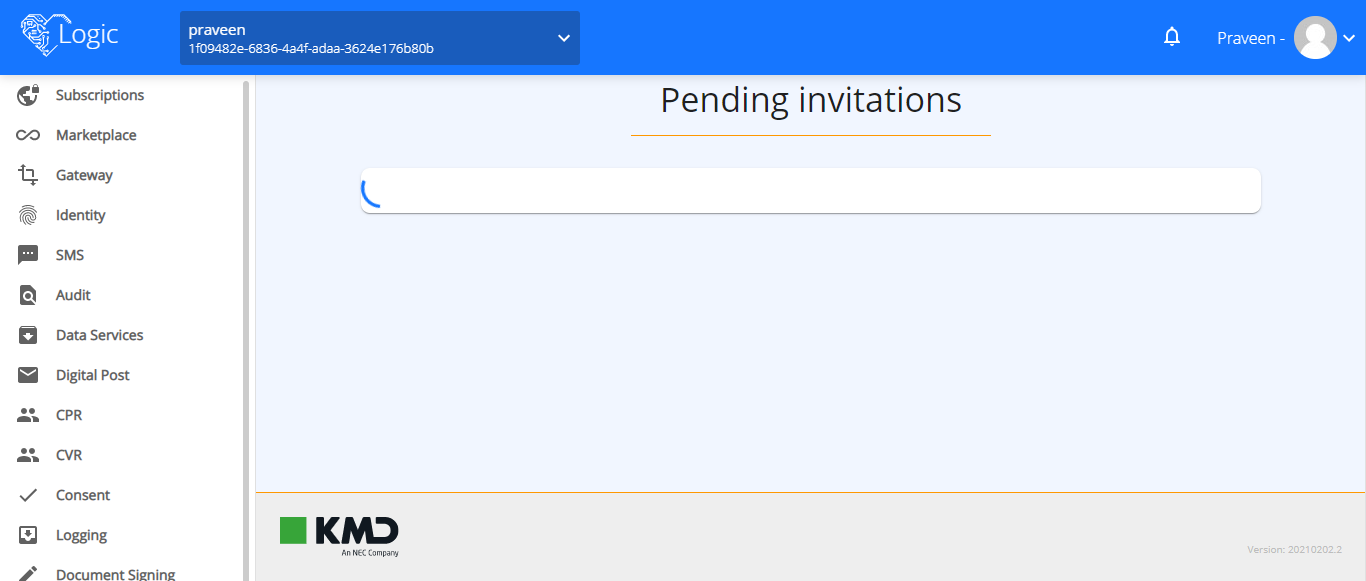 Logic
praveen
1f09482e-6836-4a4f-adaa-3624e176b80b
Praveen -
Subscriptions
Marketplace
Gateway
Identity
SMS
Audit
Data Services
Digital Post
CPR
CVR
Consent
Logging
Document Signing
Pending invitations
KMD
An NEC Company
Version: 20210202.2